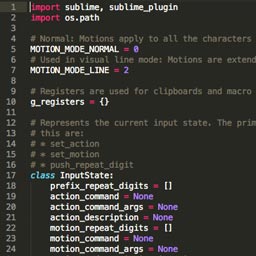 1 import sublime, sublime_plugin
2 import os.path
3
4 # Normal: Motions apply to all the characters
5 MOTION_MODE_NORMAL = 0
6 # Used in visual line mode: Motions are extend
7 MOTION_MODE_LINE = 2
8
9 # Registers are used for clipboards and macro
10 g_registers = {}
11
12 # Represents the current input state. The prim
13 # this are:
14 # * set_action
15 # * set_motion
16 # * push_repeat_digit
17 class InputState:
18 prefix_repeat_digits = []
19 action_command = None
20 action_command_args = None
21 action_description = None
22 motion_repeat_digits = []
23 motion_command = None
24 motion_command_args = None